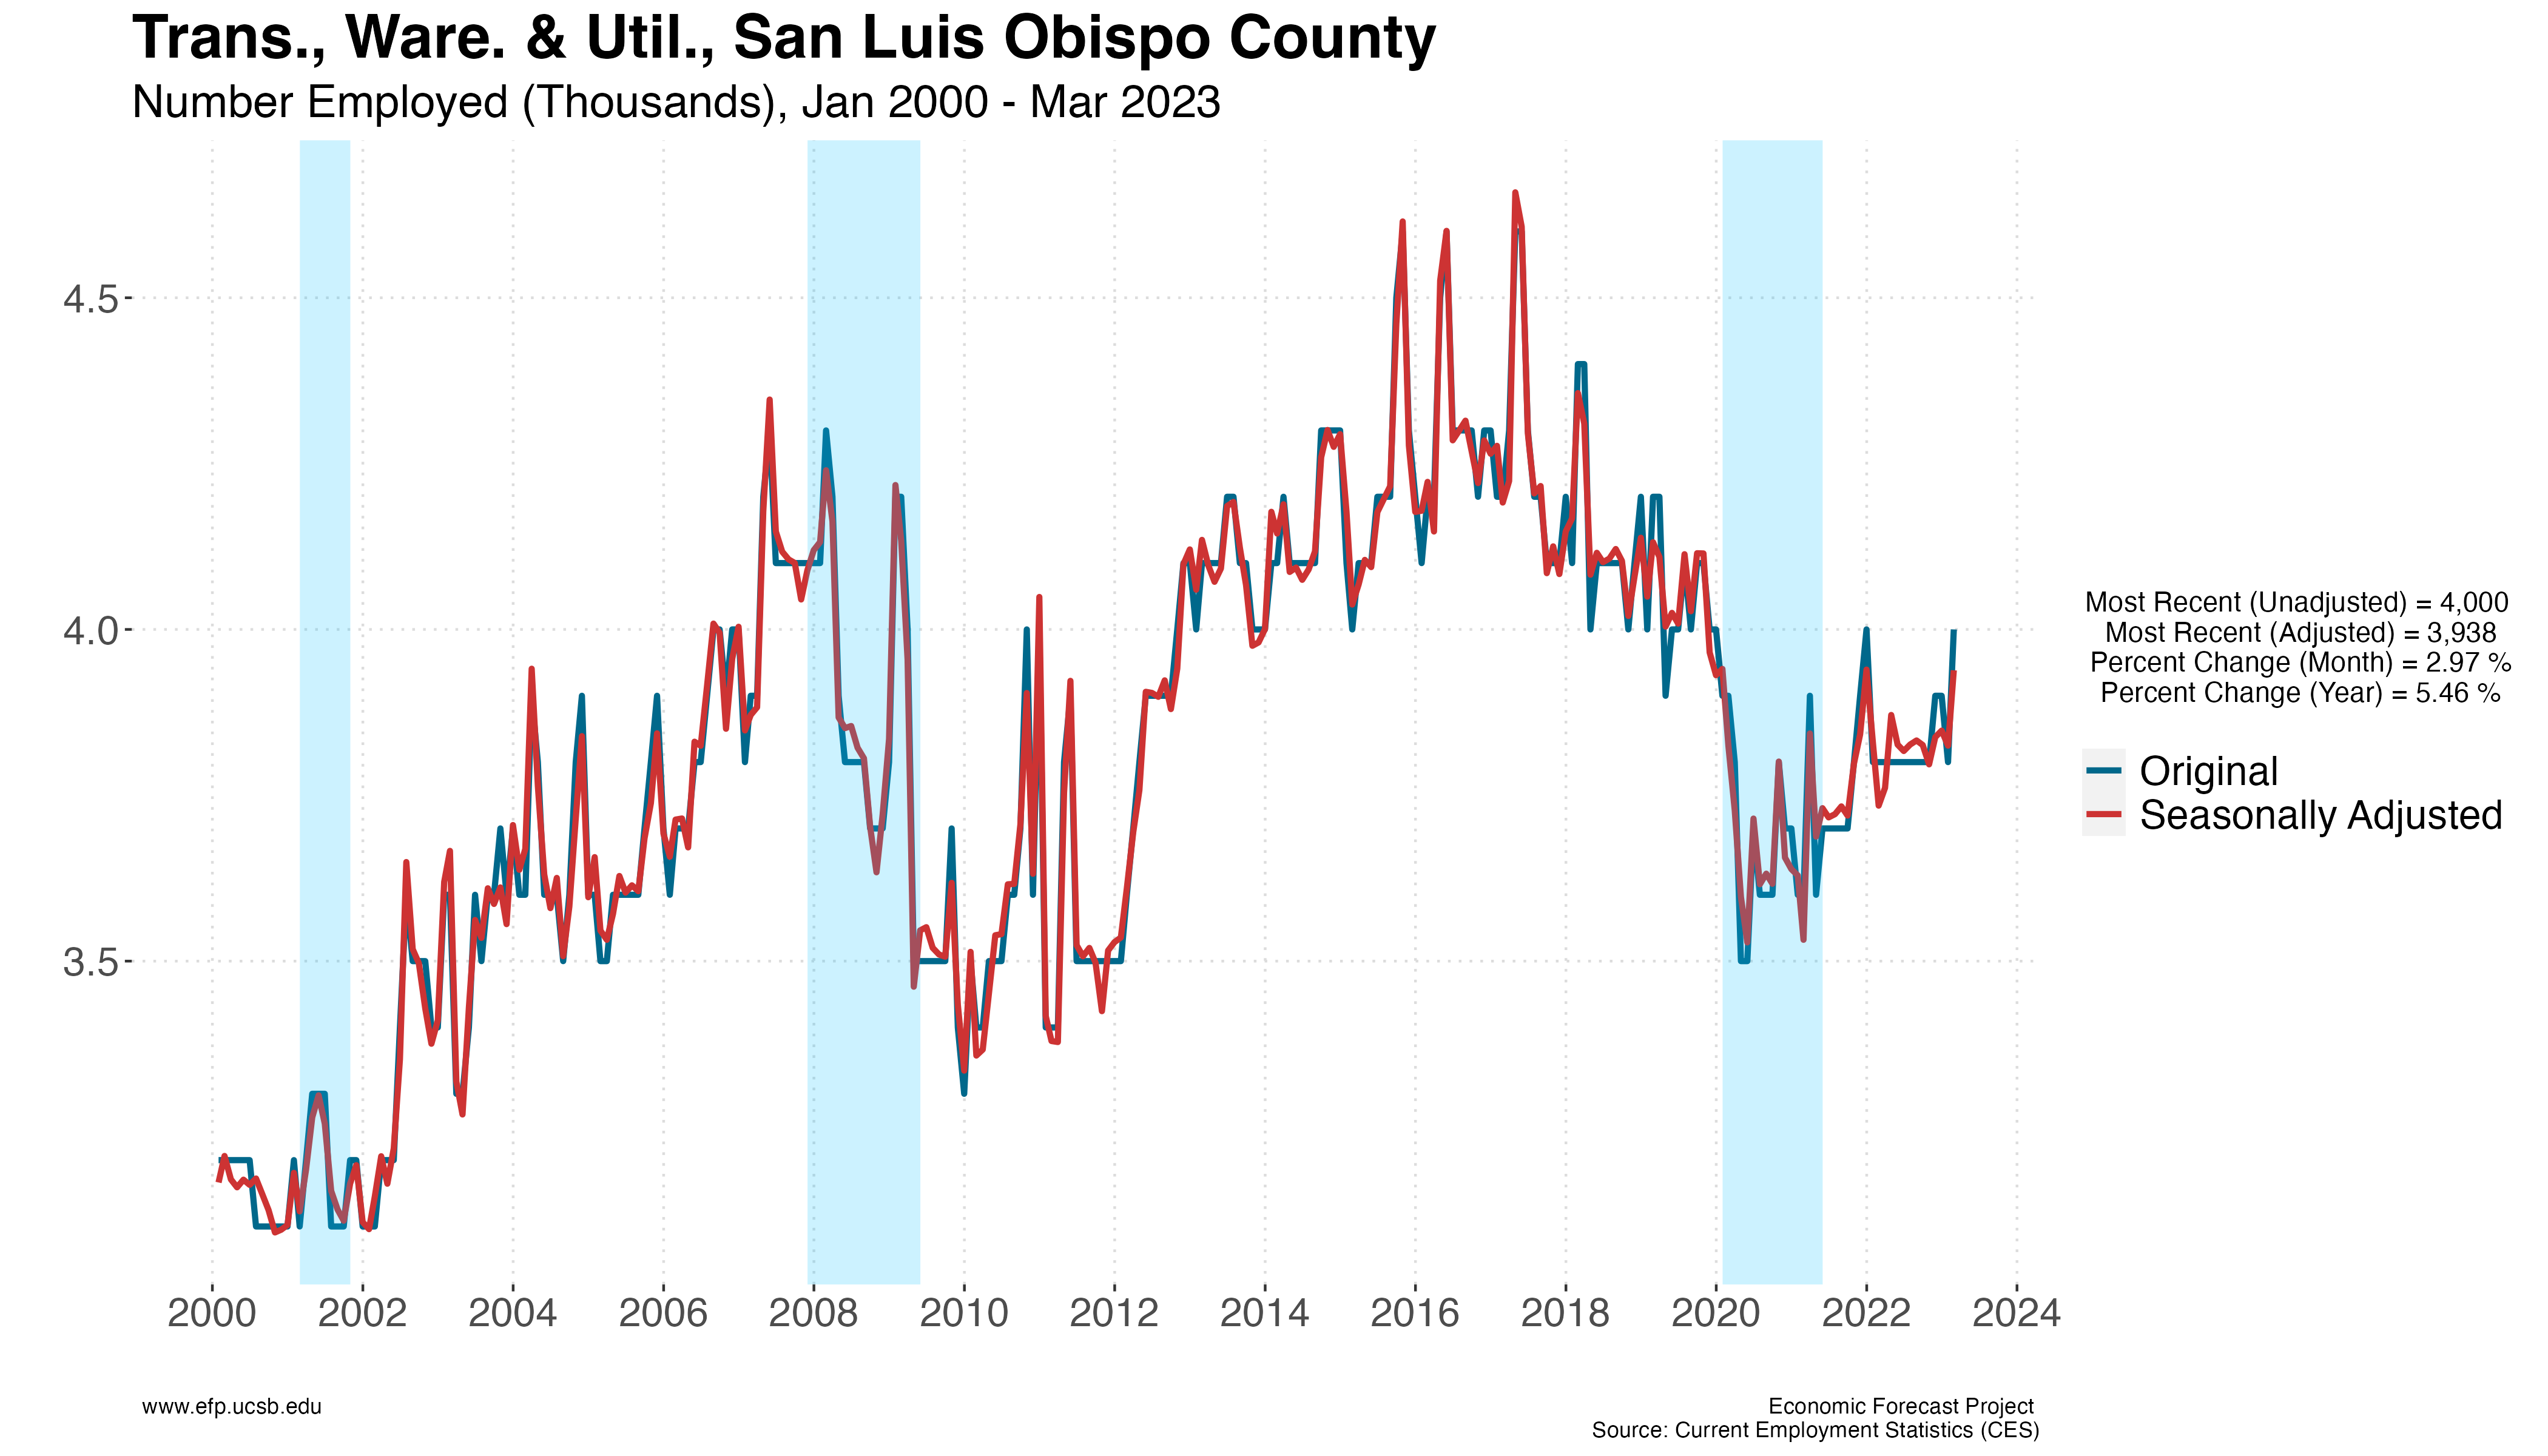 Trans., Ware. & Util., San Luis Obispo County
Number Employed (Thousands), Jan 2000 - Mar 2023
4.5
4.0
3.5
Most Recent (Unadjusted) = 4,000
Most Recent (Adjusted) = 3,938
Percent Change (Month) = 2.97 %
Percent Change (Year) = 5.46 %
Original
Seasonally Adjusted
2000 2002 2004 2006 2008 2010 2012 2014 2016 2018 2020 2022 2024
www.efp.ucsb.edu
Economic Forecast Project
Source: Current Employment Statistics (CES)